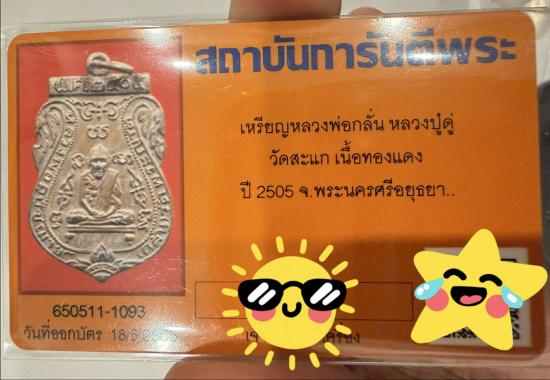 สถาบันการันตีพระ
เหรียญหลวงพ่อกลั่น หลวงปู่ดู่
วัดสะแก เนื้อทองแดง
ปี 2505 จ.พระนครศรีอยุธยา..
650511-1093
วันที่ออกบัตร 18/5/